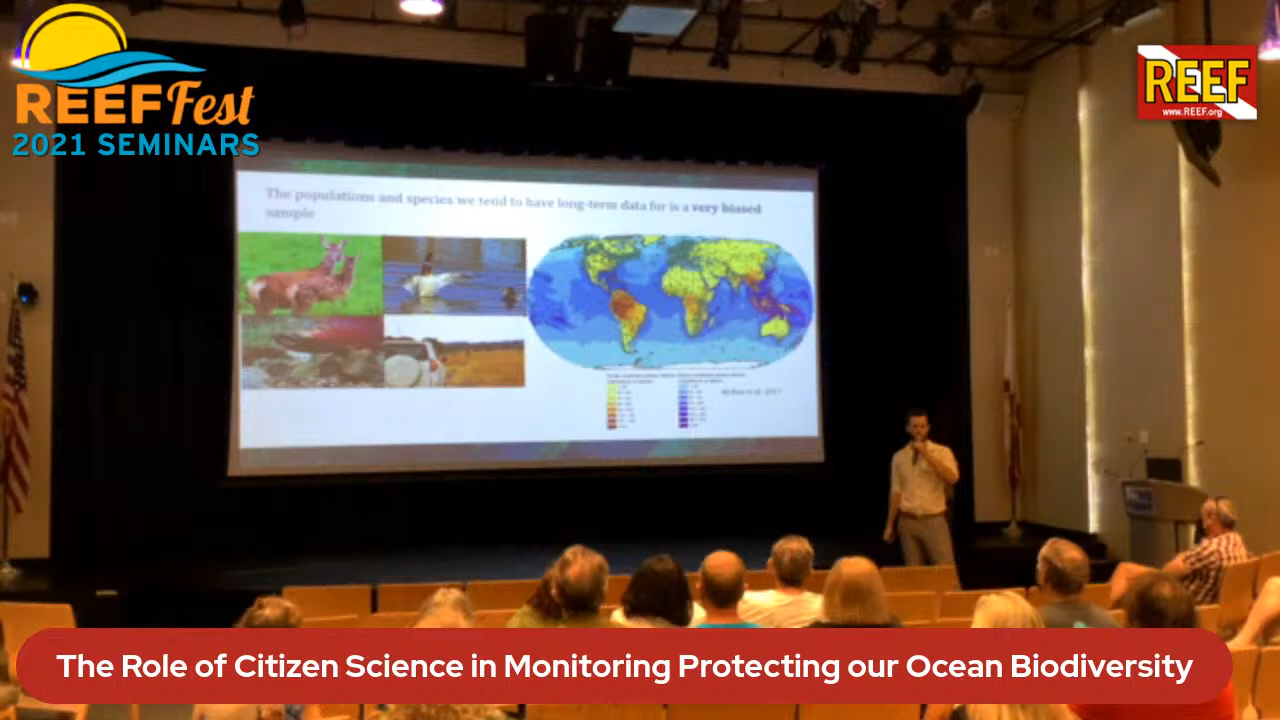 REEF Fest
2021 SEMINARS
REEF
www.REEF.org
The populations and species we tend to have long-term data for is a very biased
sample
The Role of Citizen Science in Monitoring Protecting our Ocean Biodiversity